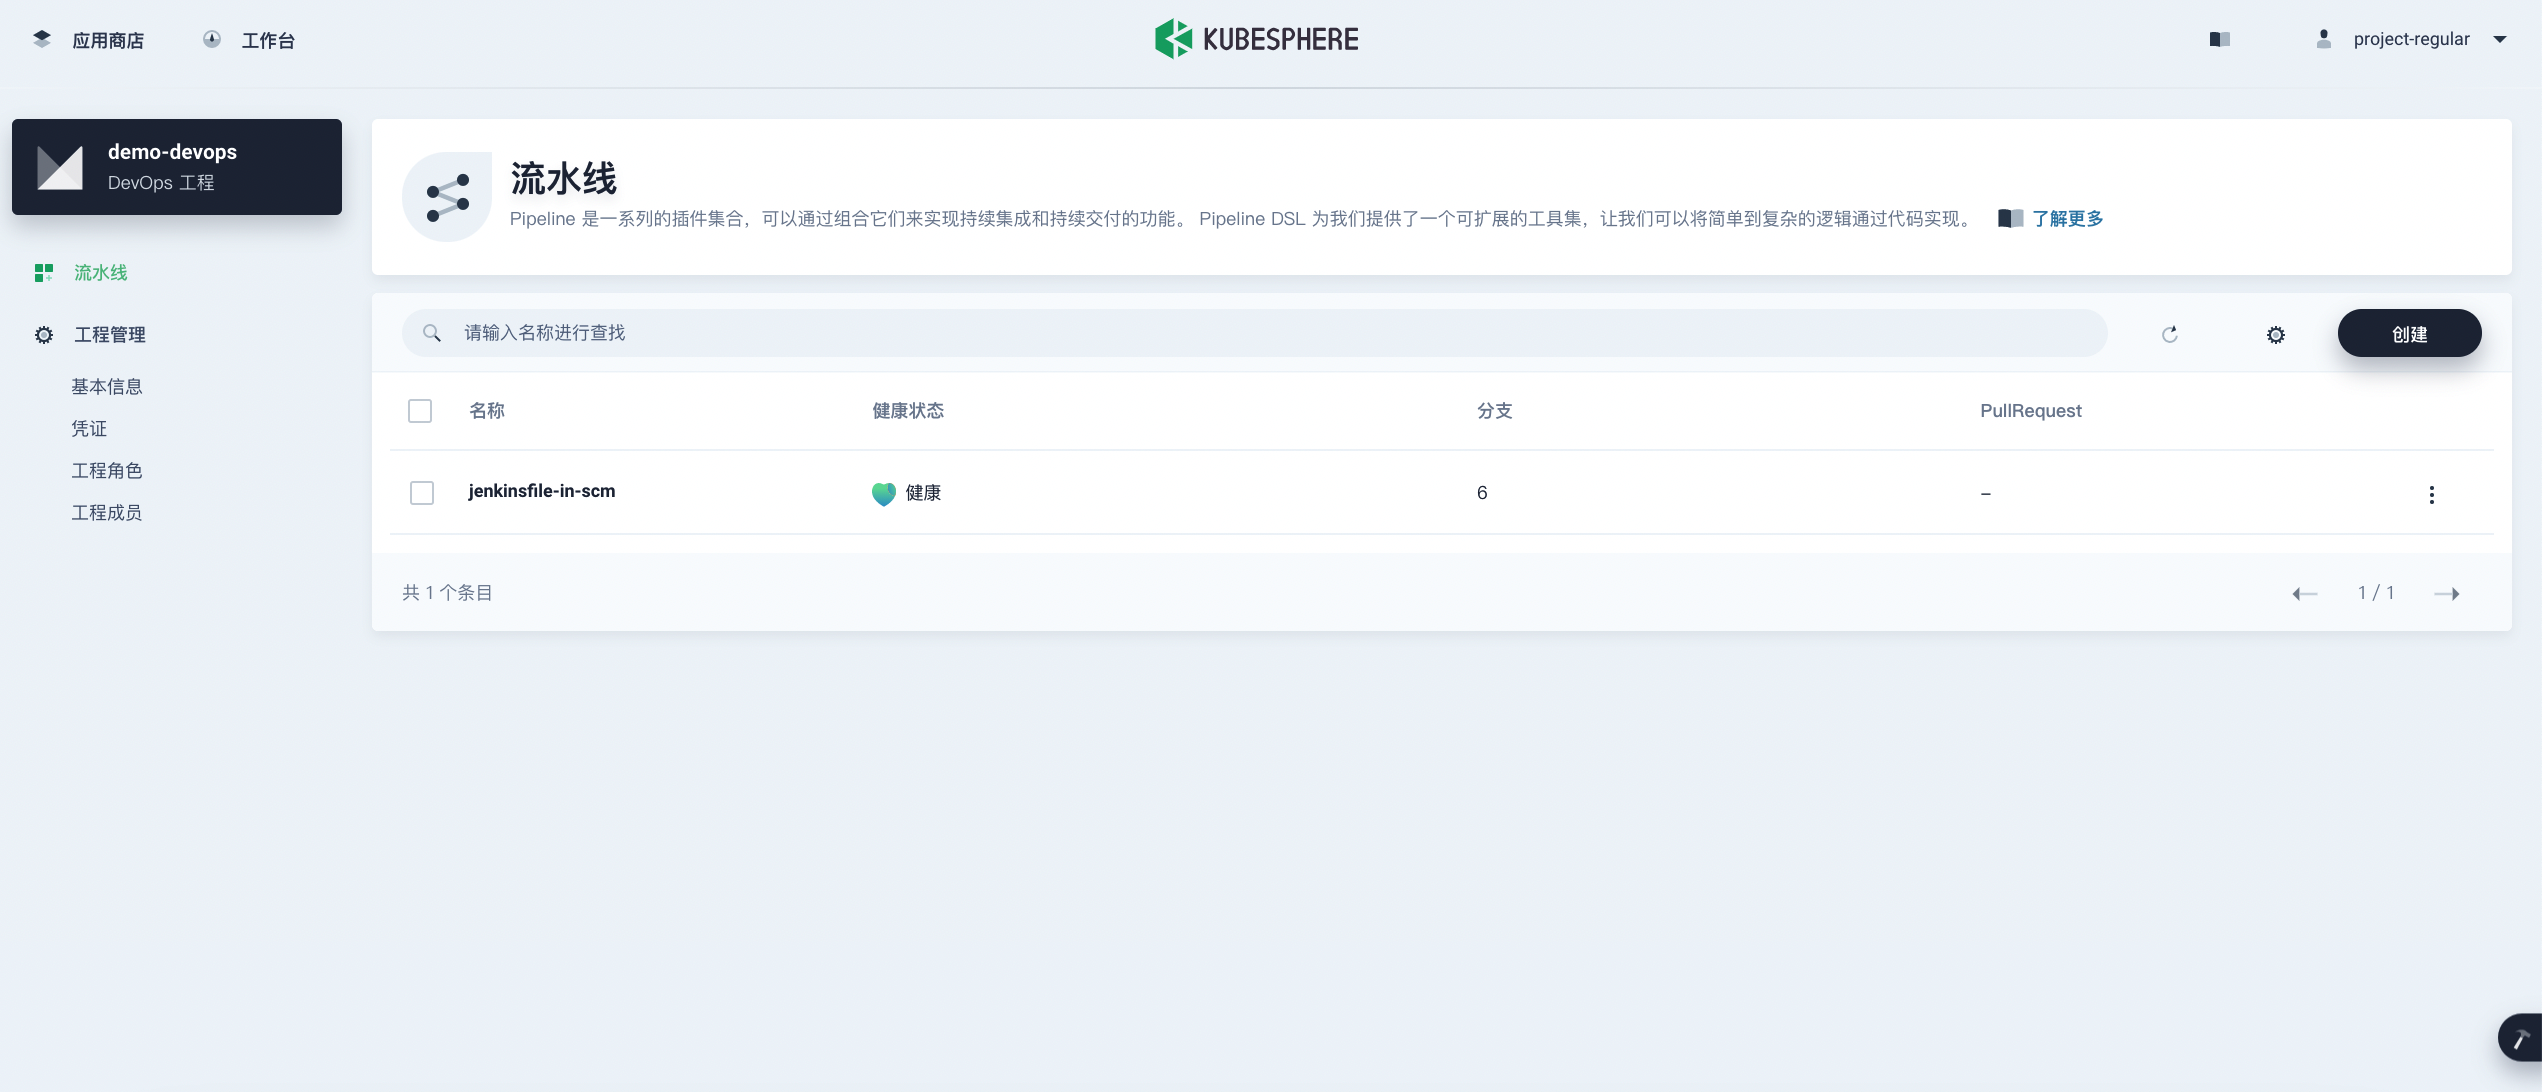 应用商店
工作台
KUBESPHERE
project-regular
demo-devops
DevOps 工程
流水线
工程管理
基本信息
凭证
工程角色
工程成员
流水线
Pipeline 是一系列的插件集合，可以通过组合它们来实现持续集成和持续交付的功能。 Pipeline DSL 为我们提供了一个可扩展的工具集，让我们可以将简单到复杂的逻辑通过代码实现。 了解更多
请输入名称进行查找
创建
名称 健康状态 分支 PullRequest
jenkinsfile-in-scm 健康 6 –
共 1 个条目
1 / 1